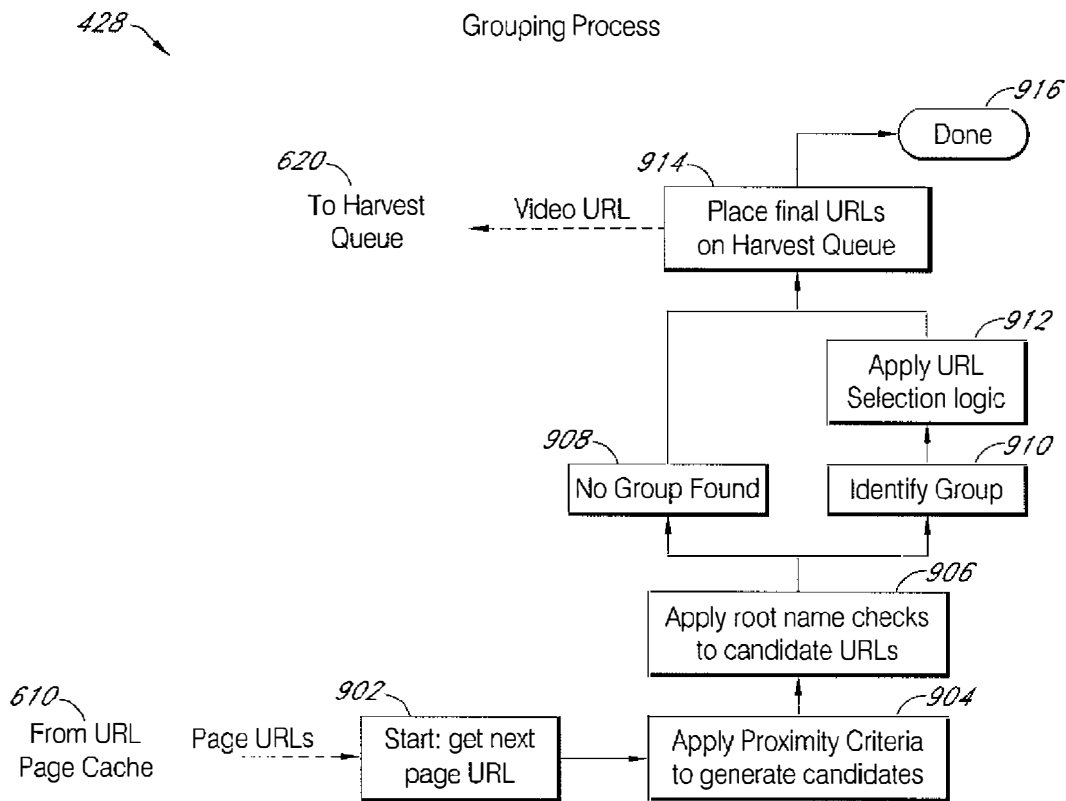 428
Grouping Process
916
Done
620
To Harvest
Queue
Video URL
914
Place final URLs
on Harvest Queue
912
Apply URL
Selection logic
908
No Group Found
910
Identify Group
906
Apply root name checks
to candidate URLs
610
From URL
Page Cache
Page URLs
902
Start: get next
page URL
904
Apply Proximity Criteria
to generate candidates